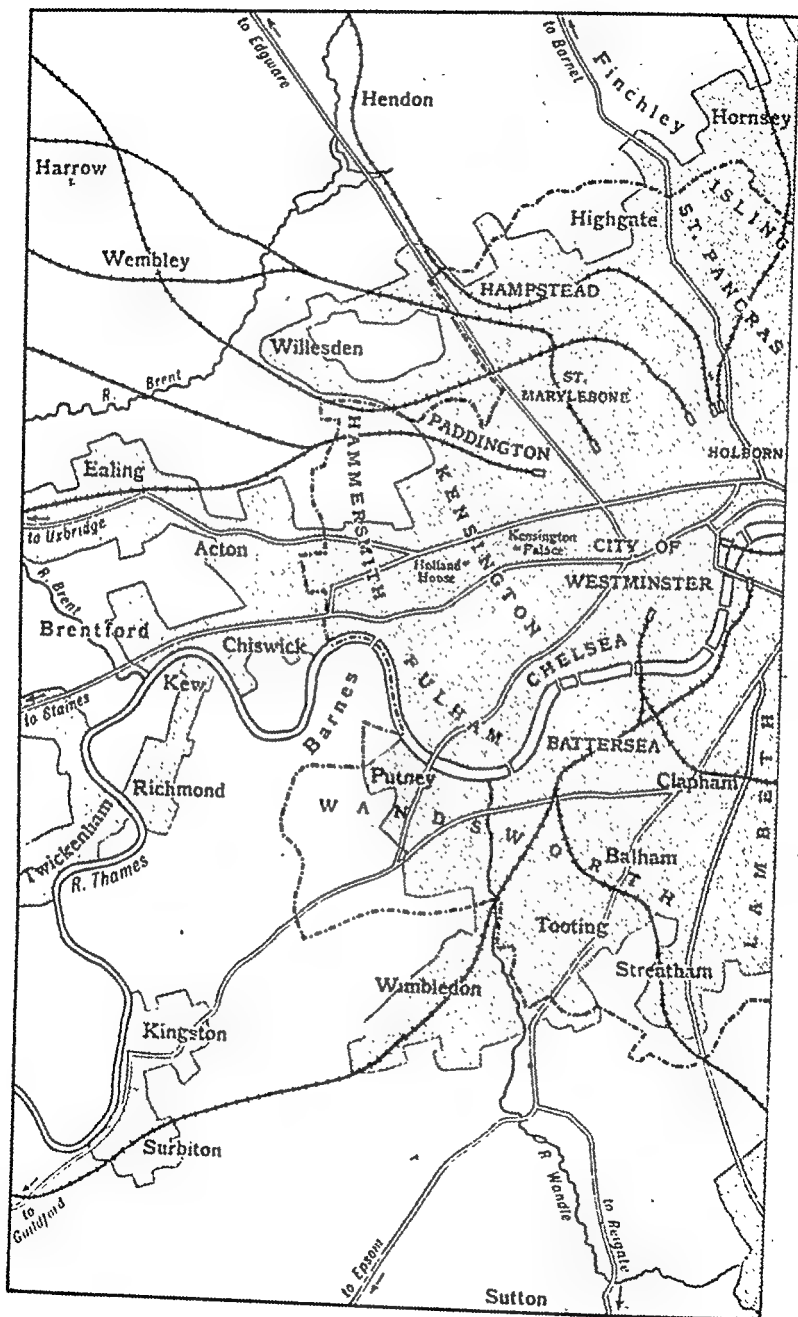 to Edgware
to Barnet
Finchley
Hendon
Hornsey
Harrow
ISLING
Highgate
ST. PANCRAS
Wembley
HAMPSTEAD
Willesden
R. Brent
ST.
MARYLEBONE
PADDINGTON
HOLBORN
Ealing
HAMMERSMITH
KENSINGTON
to Uxbridge
Acton
Kensington
Palace
CITY OF
Holland
House
WESTMINSTER
R. Brent
Brentford
Chiswick
CHELSEA
Kew
FULHAM
to Staines
Barnes
BATTERSEA
Putney
Clapham
Richmond
WANDSWORTH
LAMBETH
Twickenham
R. Thames
Balham
Tooting
Streatham
Wimbledon
Kingston
Surbiton
R. Wandle
to Reigate
to
Guildford
to Epsom
Sutton